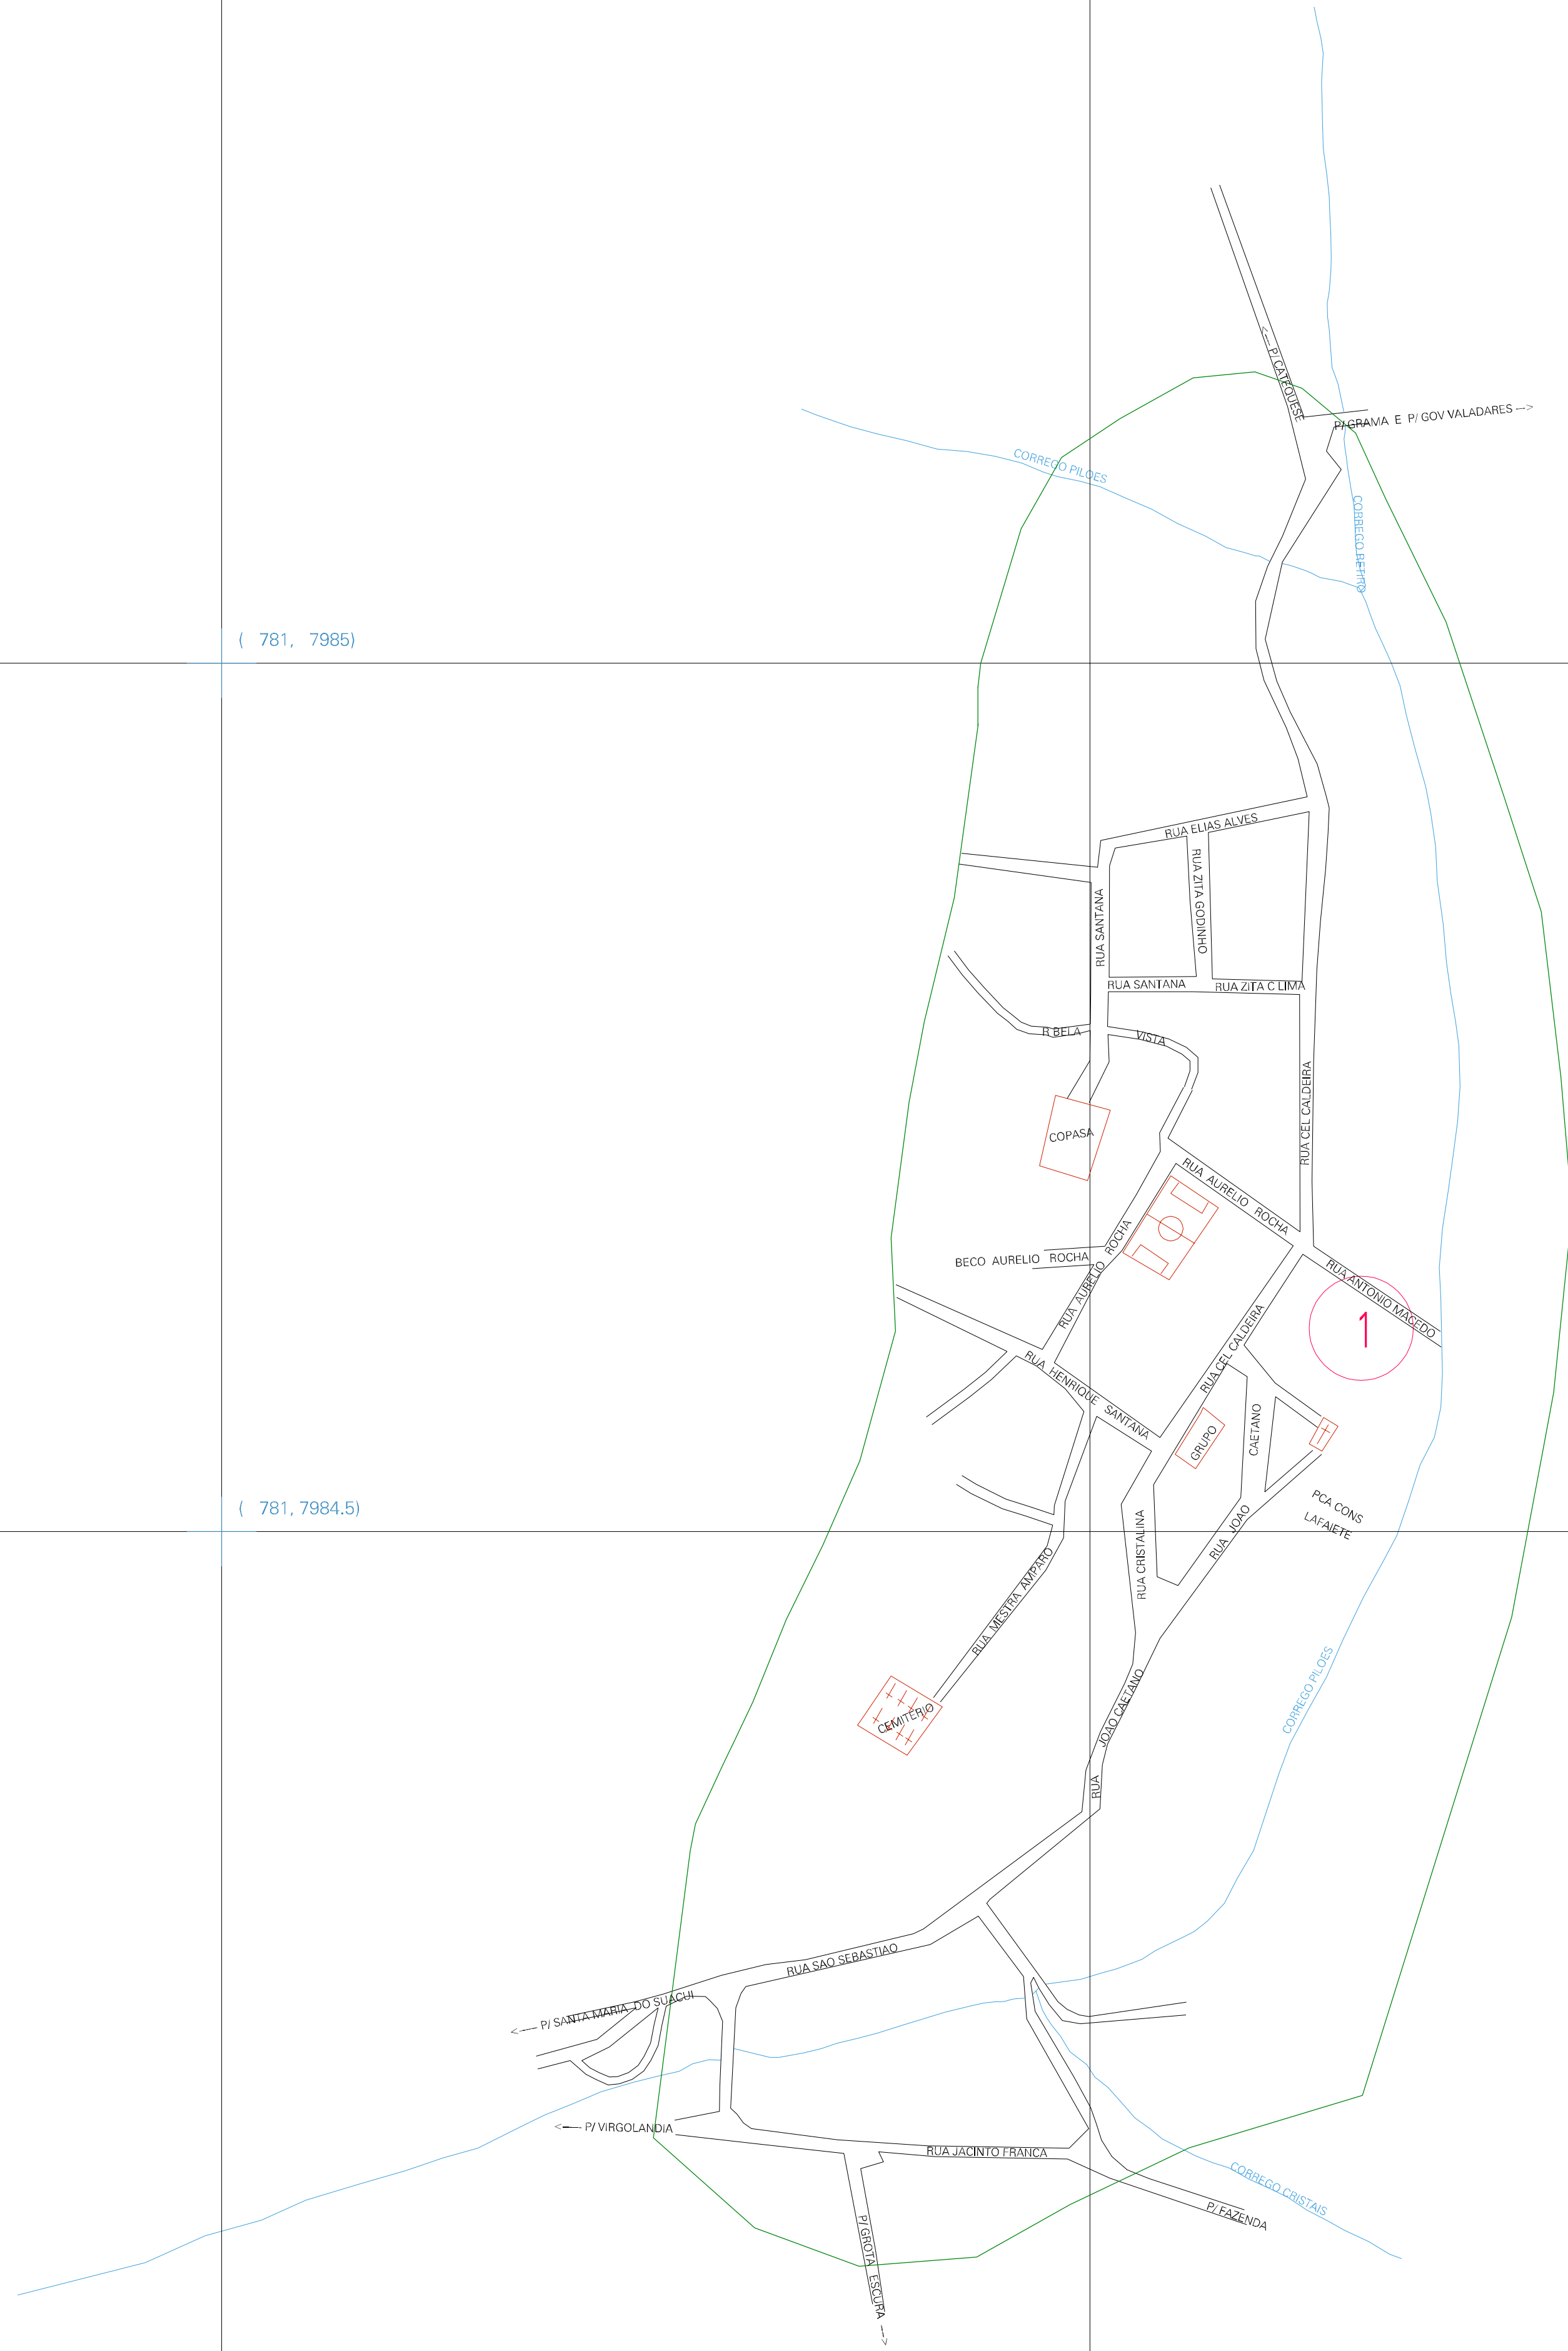 <--- P/ CATEQUESE
P/ GRAMA E P/ GOV VALADARES --->
CORREGO PILOES
CORREGO RETIRO
( 781, 7985)
RUA ELIAS ALVES
RUA ZITA GODINHO
RUA SANTANA
RUA SANTANA
RUA ZITA C LIMA
R BELA VISTA
RUA CEL CALDEIRA
COPASA
RUA AURELIO ROCHA
BECO AURELIO ROCHA
RUA AURELIO ROCHA
RUA ANTONIO MACEDO
1
RUA CEL CALDEIRA
RUA HENRIQUE SANTANA
GRUPO
CAETANO
RUA JOAO
PCA CONS
LAFAIETE
( 781, 7984.5)
RUA CRISTALINA
RUA MESTRA AMPARO
CEMITERIO
CORREGO PILOES
RUA JOAO CAETANO
RUA SAO SEBASTIAO
<--- P/ SANTA MARIA DO SUACUI
<--- P/ VIRGOLANDIA
RUA JACINTO FRANCA
CORREGO CRISTAIS
P/ FAZENDA
P/ GROTA ESCURA --->